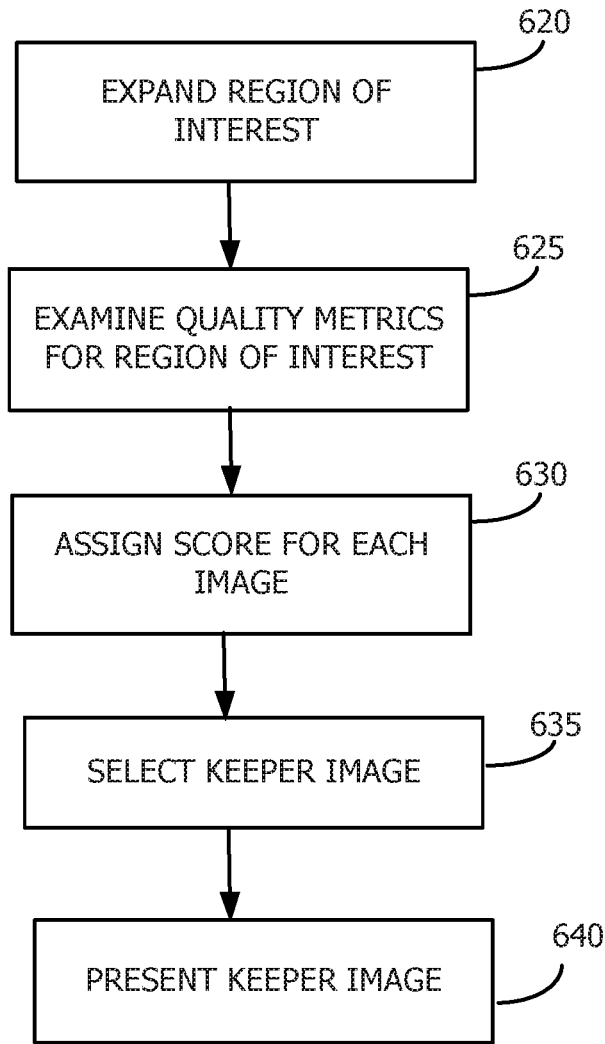 620
EXPAND REGION OF
INTEREST
625
EXAMINE QUALITY METRICS
FOR REGION OF INTEREST
630
ASSIGN SCORE FOR EACH
IMAGE
635
SELECT KEEPER IMAGE
640
PRESENT KEEPER IMAGE